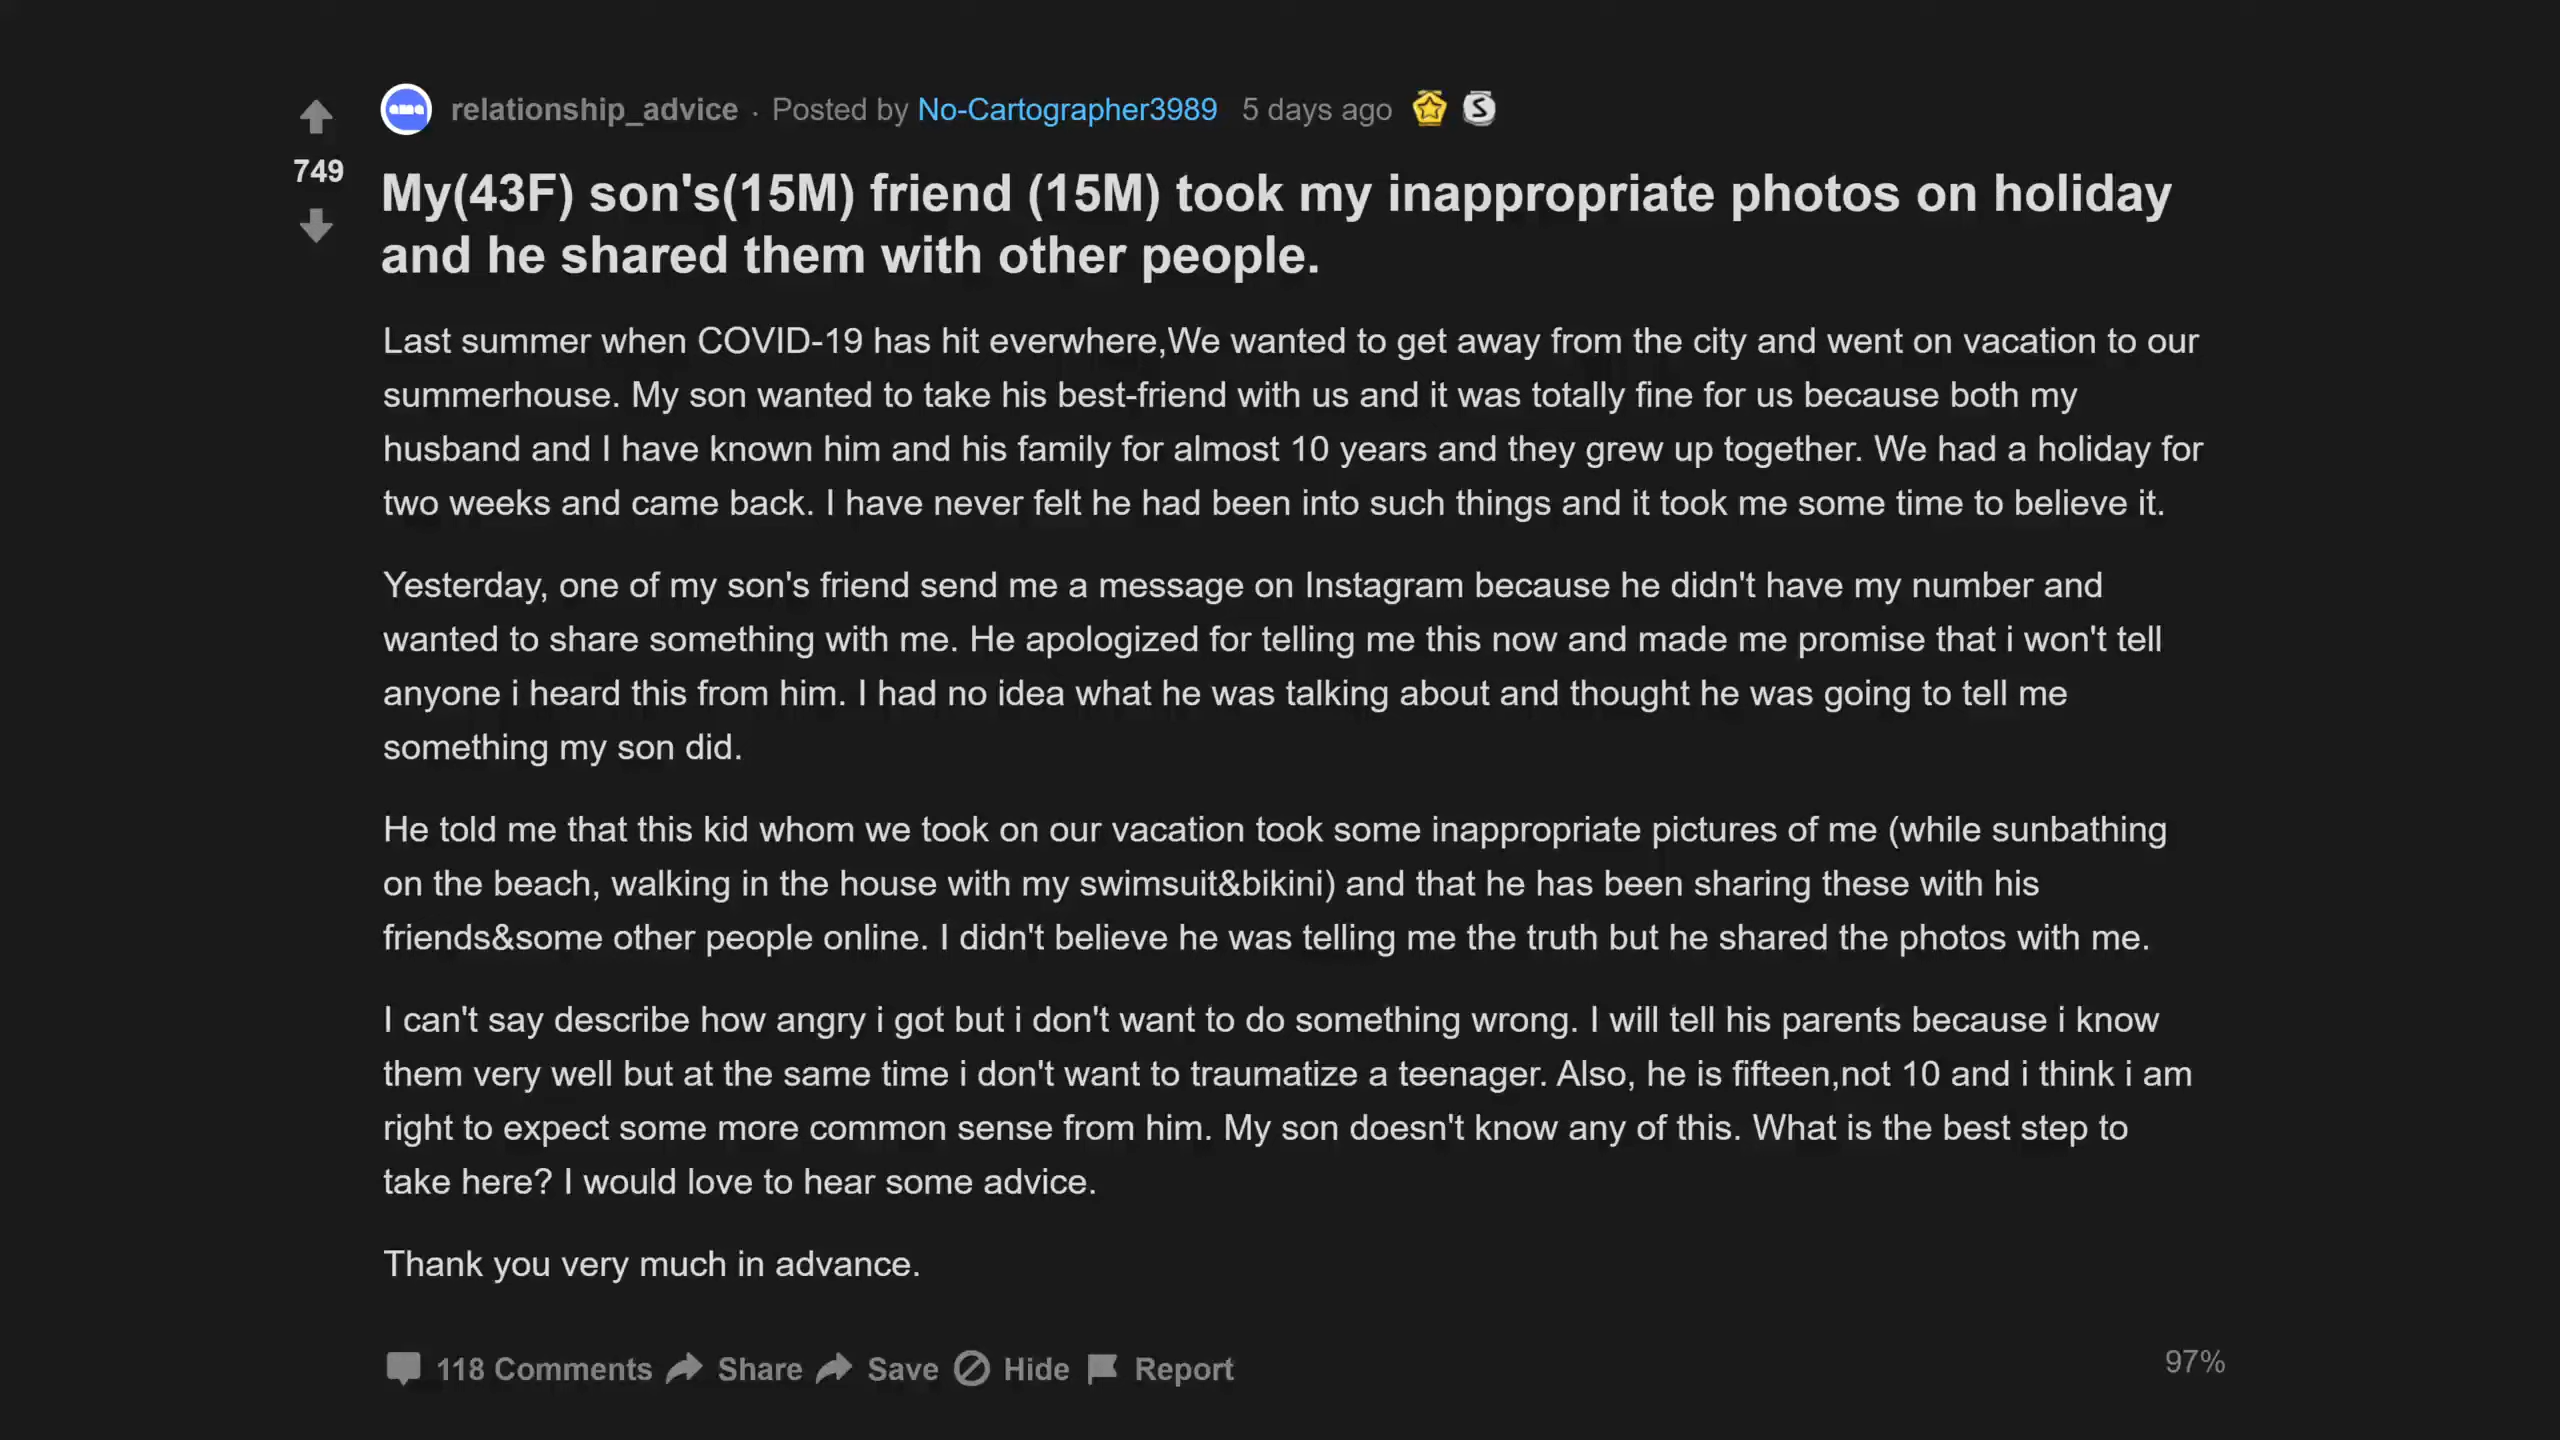 relationship_advice · Posted by No-Cartographer3989 5 days ago
749
My(43F) son's(15M) friend (15M) took my inappropriate photos on holiday
and he shared them with other people.
Last summer when COVID-19 has hit everwhere,We wanted to get away from the city and went on vacation to our
summerhouse. My son wanted to take his best-friend with us and it was totally fine for us because both my
husband and I have known him and his family for almost 10 years and they grew up together. We had a holiday for
two weeks and came back. I have never felt he had been into such things and it took me some time to believe it.
Yesterday, one of my son's friend send me a message on Instagram because he didn't have my number and
wanted to share something with me. He apologized for telling me this now and made me promise that i won't tell
anyone i heard this from him. I had no idea what he was talking about and thought he was going to tell me
something my son did.
He told me that this kid whom we took on our vacation took some inappropriate pictures of me (while sunbathing
on the beach, walking in the house with my swimsuit&bikini) and that he has been sharing these with his
friends&some other people online. I didn't believe he was telling me the truth but he shared the photos with me.
I can't say describe how angry i got but i don't want to do something wrong. I will tell his parents because i know
them very well but at the same time i don't want to traumatize a teenager. Also, he is fifteen,not 10 and i think i am
right to expect some more common sense from him. My son doesn't know any of this. What is the best step to
take here? I would love to hear some advice.
Thank you very much in advance.
118 Comments Share Save Hide Report
97%